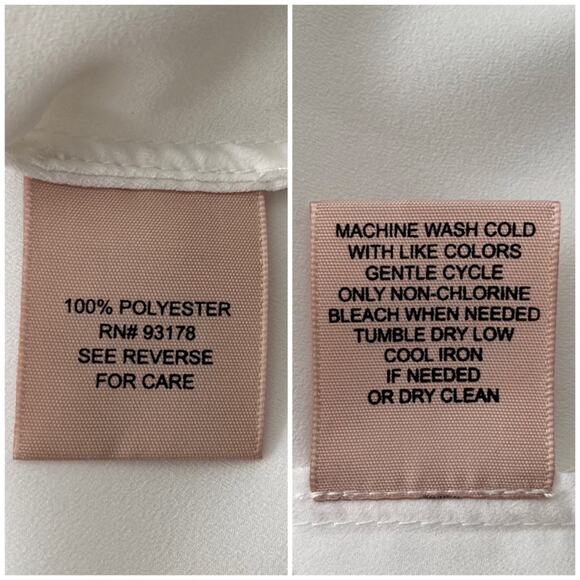 100% POLYESTER
RN# 93178
SEE REVERSE
FOR CARE
MACHINE WASH COLD
WITH LIKE COLORS
GENTLE CYCLE
ONLY NON-CHLORINE
BLEACH WHEN NEEDED
TUMBLE DRY LOW
COOL IRON
IF NEEDED
OR DRY CLEAN